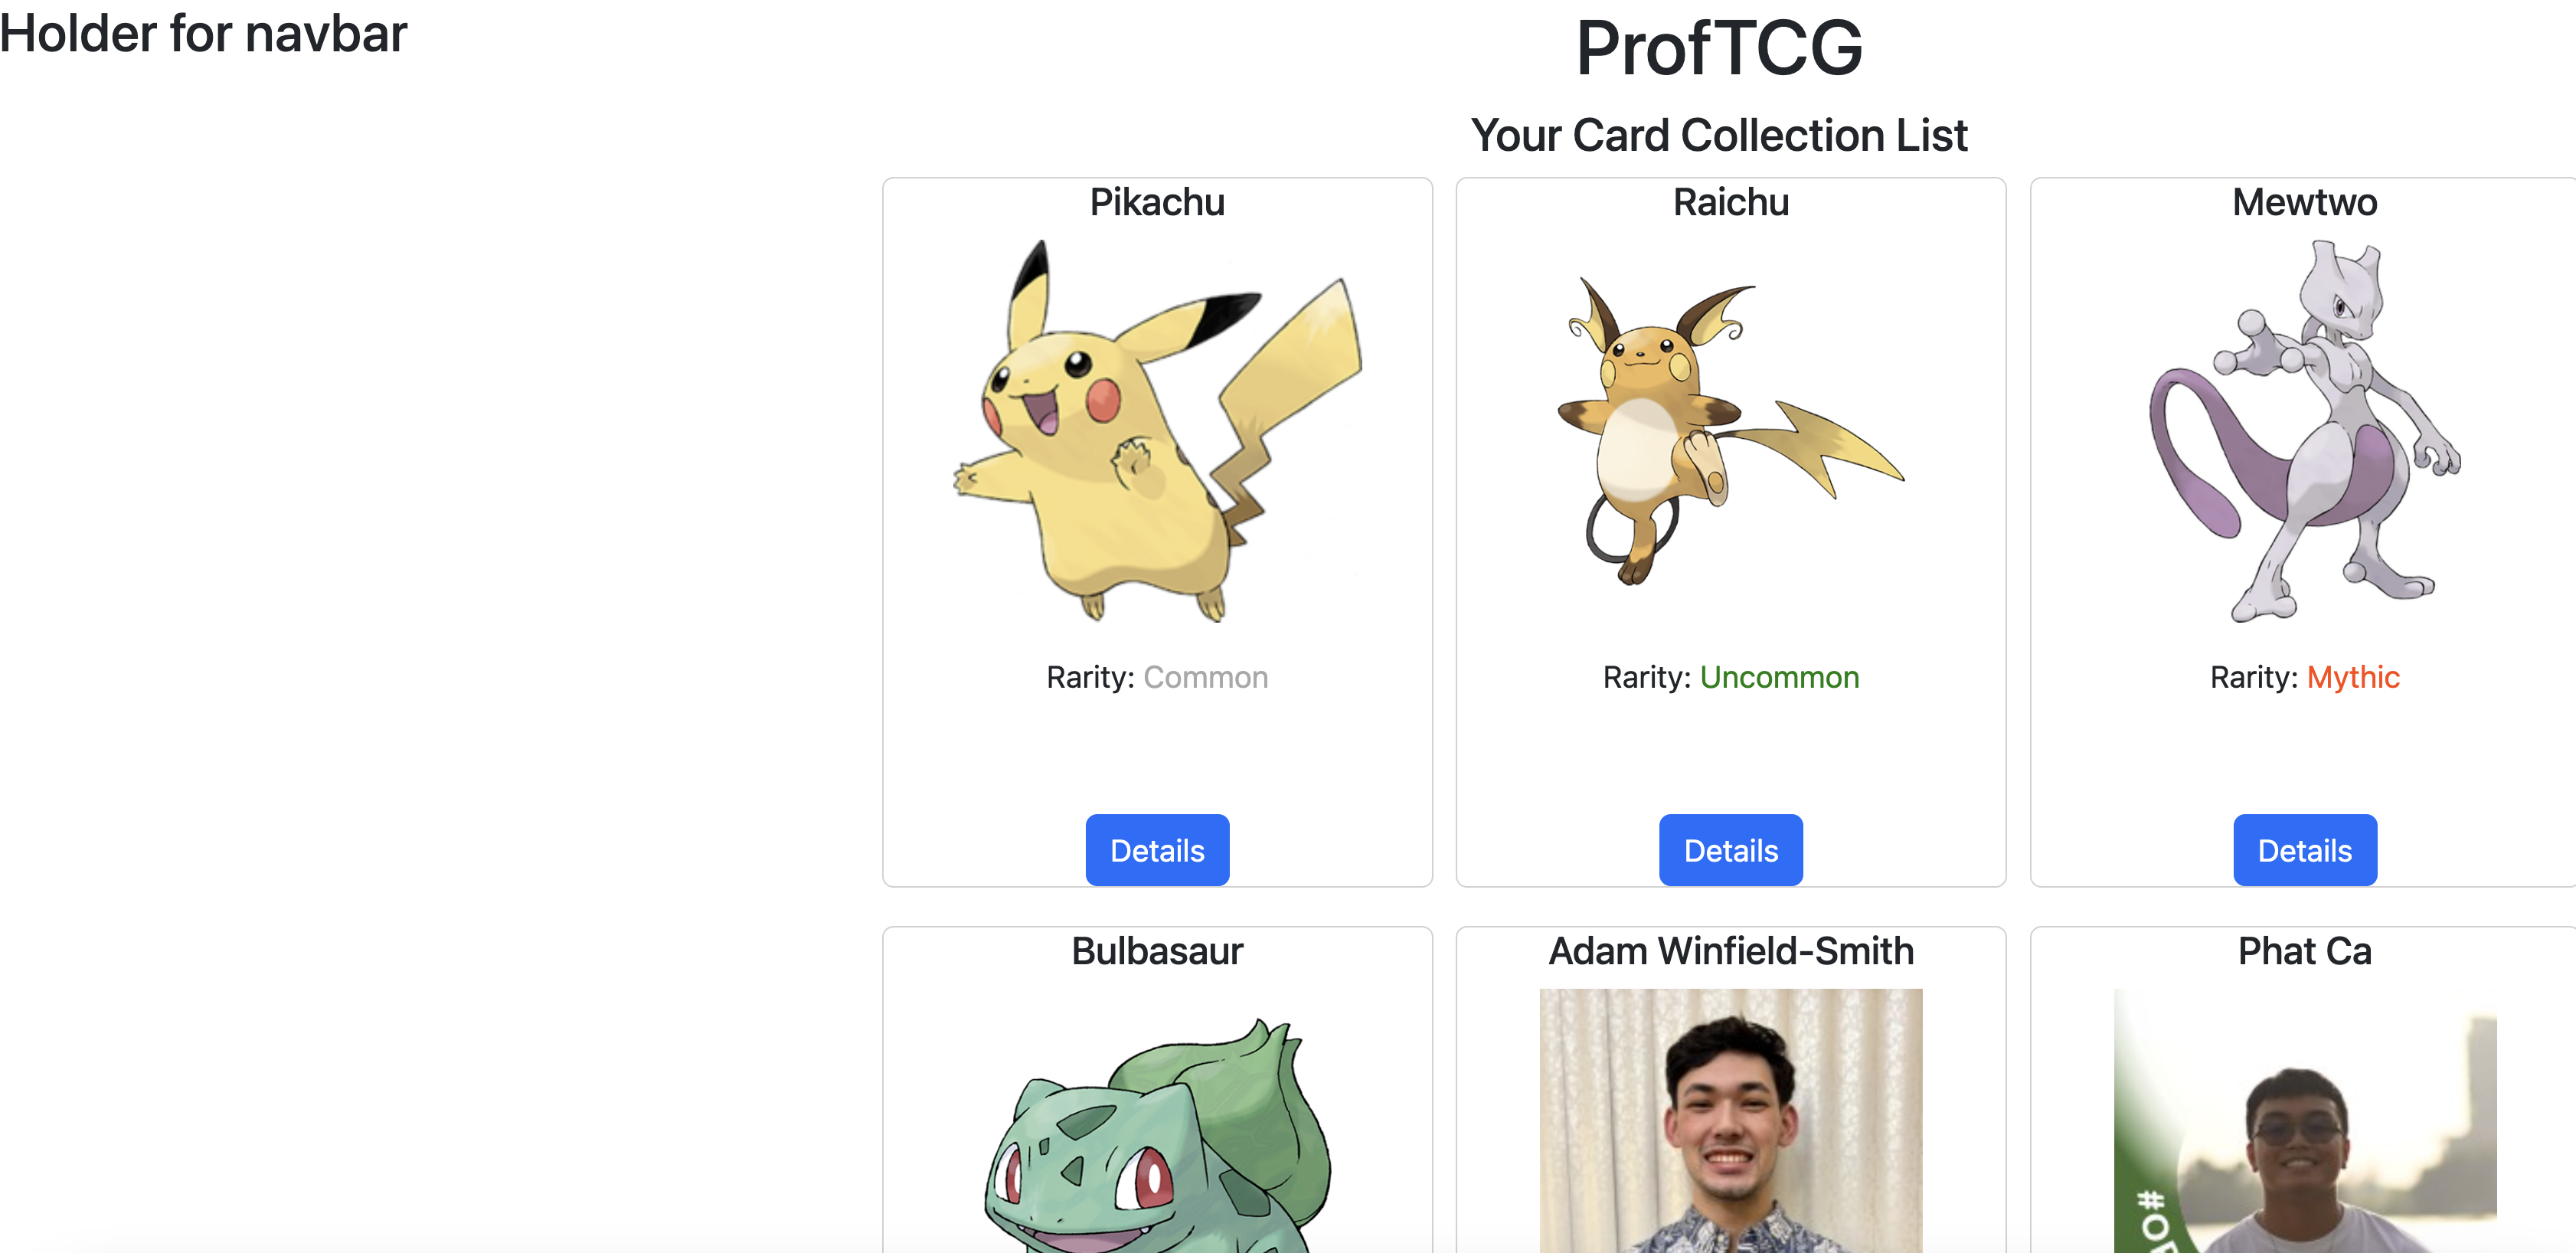 Holder for navbar
ProfTCG
Your Card Collection List
Pikachu
Raichu
Mewtwo
Rarity: Common
Rarity: Uncommon
Rarity: Mythic
Details
Details
Details
Bulbasaur
Adam Winfield-Smith
Phat Ca